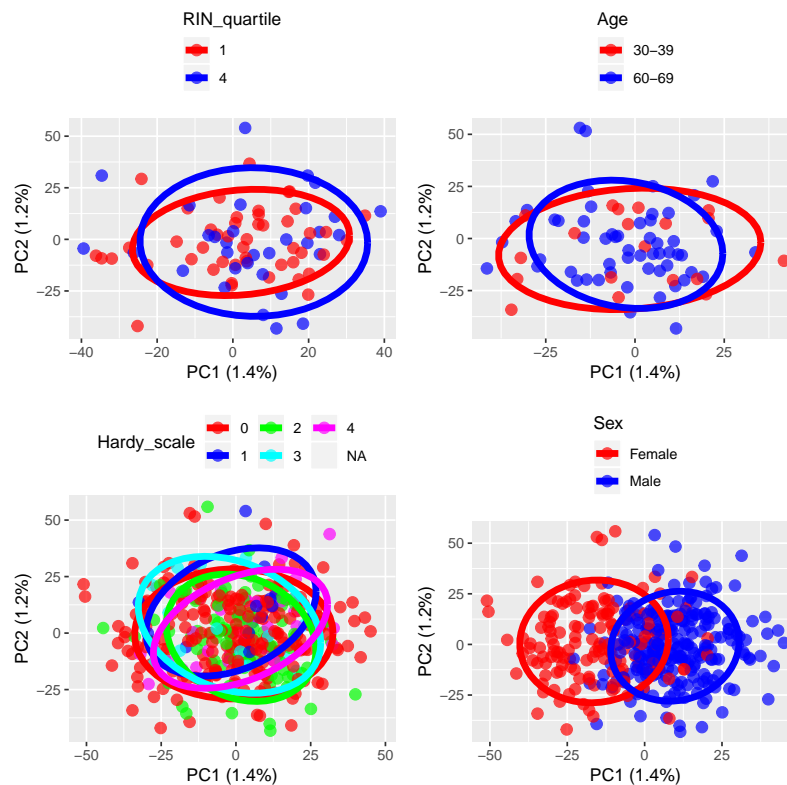 RIN_quartile
1
4
50
25
0
−25
−40 −20 0 20 40
PC2 (1.2%)
PC1 (1.4%)
Age
30−39
60−69
50
25
0
−25
−25 0 25
PC2 (1.2%)
PC1 (1.4%)
Hardy_scale
0 2 4
1 3 NA
50
25
0
−25
−50 −25 0 25 50
PC2 (1.2%)
PC1 (1.4%)
Sex
Female
Male
50
25
0
−25
−50 −25 0 25
PC2 (1.2%)
PC1 (1.4%)